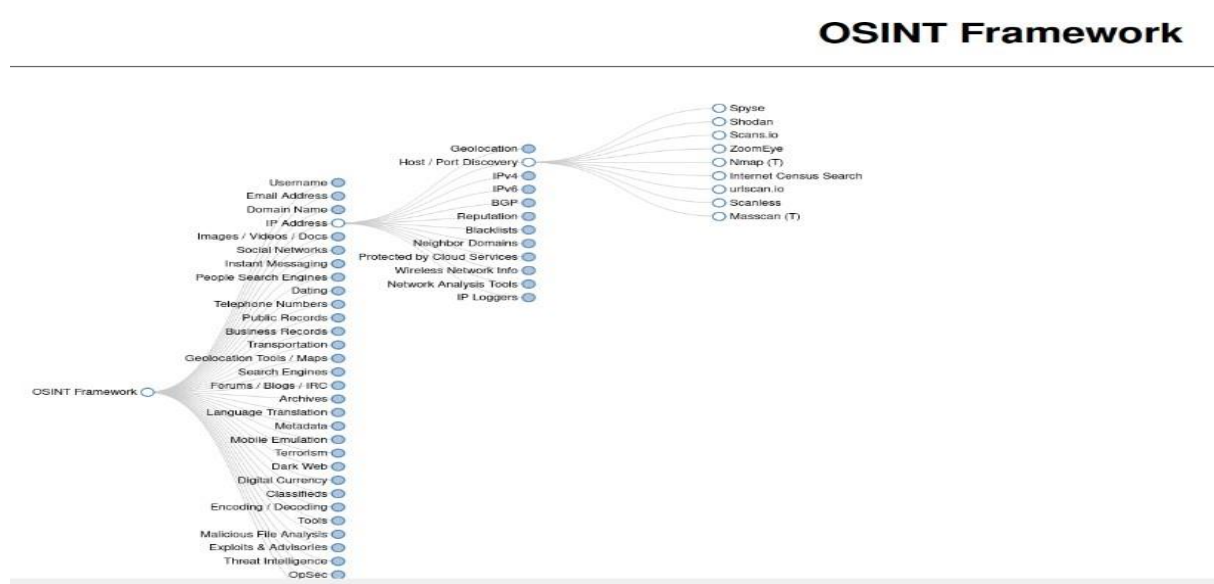 OSINT Framework
Spyse
Shodan
Scans.io
ZoomEye
Nmap (T)
Internet Census Search
urlscan.io
Scanless
Masscan (T)
Geolocation
Host / Port Discovery
IPv4
IPv6
BGP
Reputation
Blacklists
Neighbor Domains
Protected by Cloud Services
Wireless Network Info
Network Analysis Tools
IP Loggers
Username
Email Address
Domain Name
IP Address
Images / Videos / Docs
Social Networks
Instant Messaging
People Search Engines
Dating
Telephone Numbers
Public Records
Business Records
Transportation
Geolocation Tools / Maps
Search Engines
Forums / Blogs / IRC
Archives
Language Translation
Metadata
Mobile Emulation
Terrorism
Dark Web
Digital Currency
Classifieds
Encoding / Decoding
Tools
Malicious File Analysis
Exploits & Advisories
Threat Intelligence
OpSec
OSINT Framework